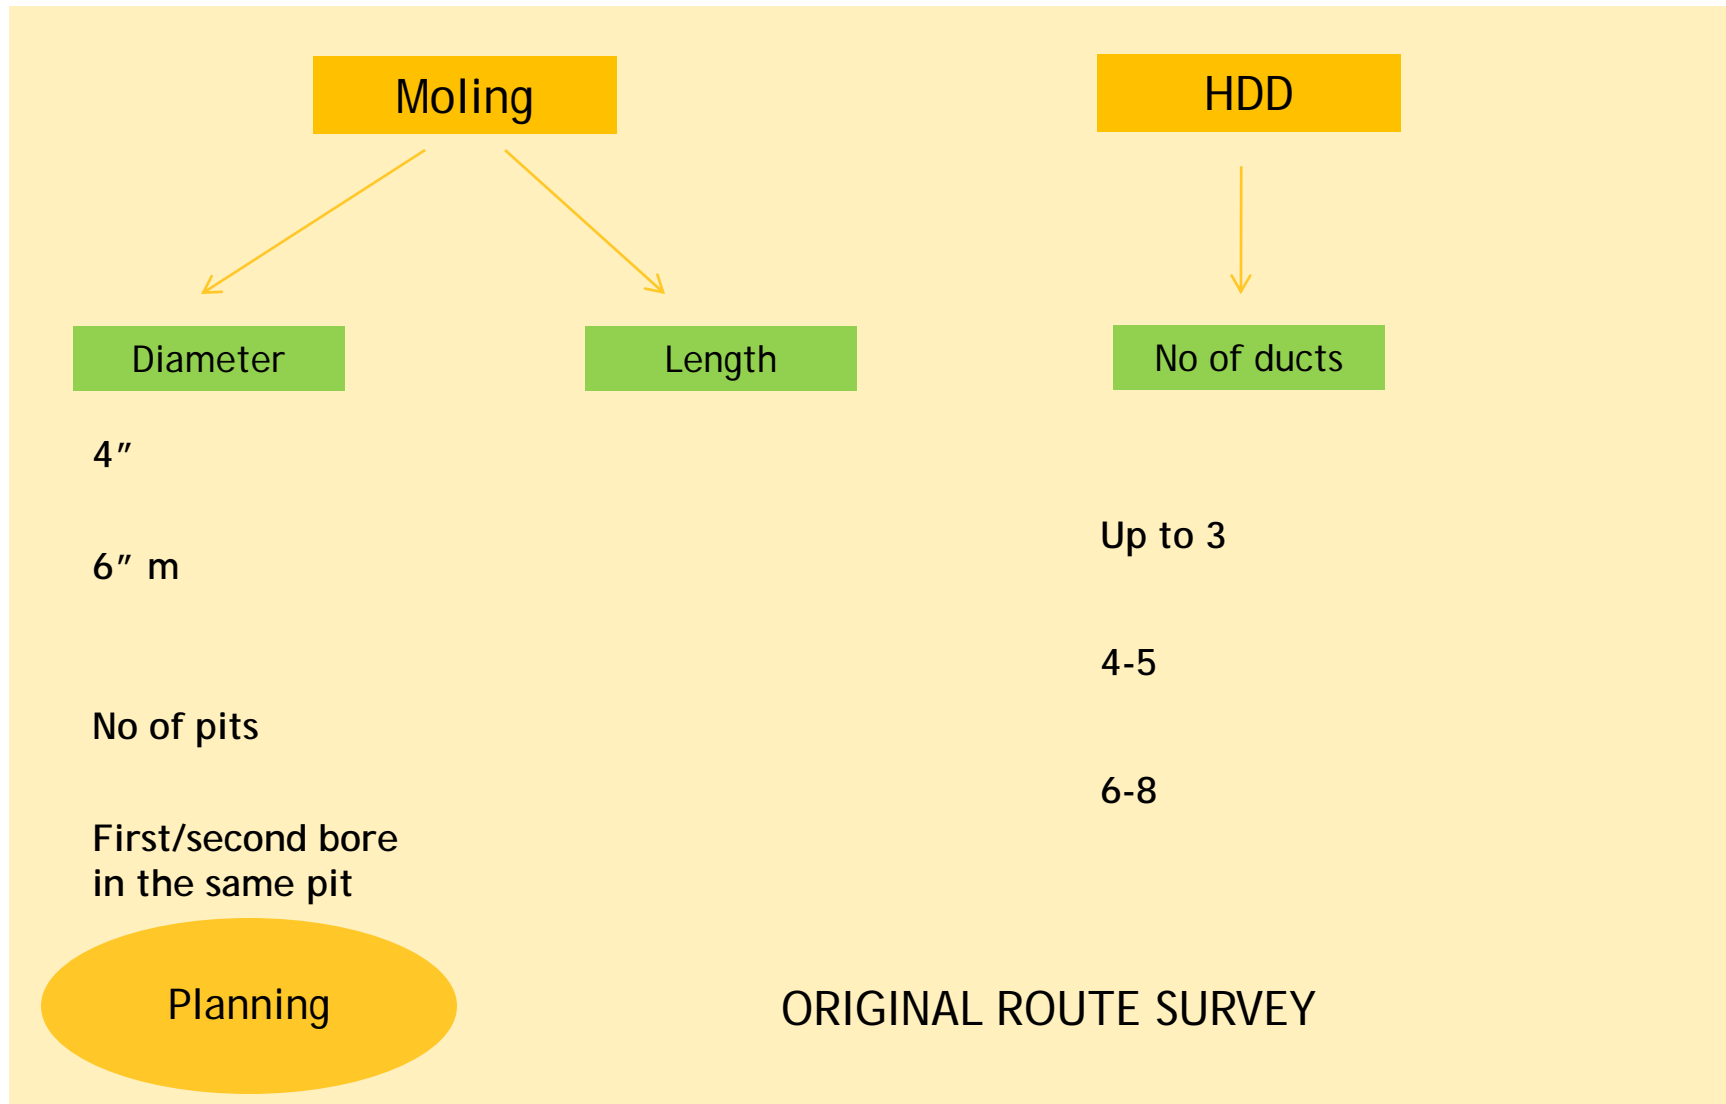 Moling
HDD
Diameter
Length
No of ducts
4″
6″ m
No of pits
First/second bore
in the same pit
Up to 3
4-5
6-8
Planning
ORIGINAL ROUTE SURVEY